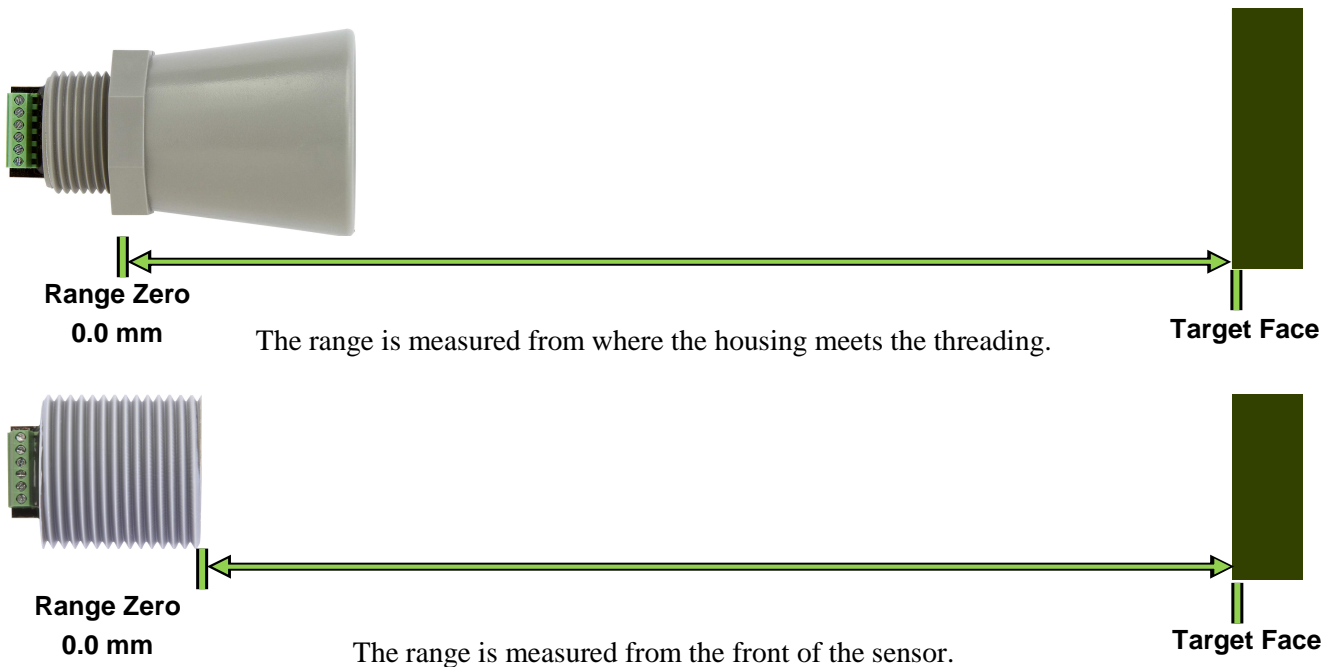 Range Zero
0.0 mm
The range is measured from where the housing meets the threading.
Target Face
Range Zero
0.0 mm
The range is measured from the front of the sensor.
Target Face